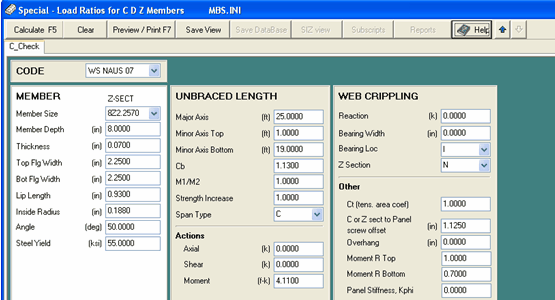 Special - Load Ratios for C D Z Members MBS.INI
Calculate F5 Clear Preview / Print F7 Save View Save DataBase SIZ view Subscripts Reports Help
C_Check
CODE WS NAUS 07
MEMBER Z-SECT
Member Size 8Z2.2570
Member Depth (in) 8.0000
Thickness (in) 0.0700
Top Flg Width (in) 2.2500
Bot Flg Width (in) 2.2500
Lip Length (in) 0.9300
Inside Radius (in) 0.1880
Angle (deg) 50.0000
Steel Yield (ksi) 55.0000
UNBRACED LENGTH
Major Axis (ft) 25.0000
Minor Axis Top (ft) 1.0000
Minor Axis Bottom (ft) 19.0000
Cb 1.1300
M1/M2 1.0000
Strength Increase 1.0000
Span Type C
Actions
Axial (k) 0.0000
Shear (k) 0.0000
Moment (f-k) 4.1100
WEB CRIPPLING
Reaction (k) 0.0000
Bearing Width (in) 0.0000
Bearing Loc I
Z Section N
Other
Ct (tens. area coef) 1.0000
C or Z sect to Panel
screw offset (in) 1.1250
Overhang (in) 0.0000
Moment R Top 1.0000
Moment R Bottom 0.7000
Panel Stiffness, Kphi 0.0000